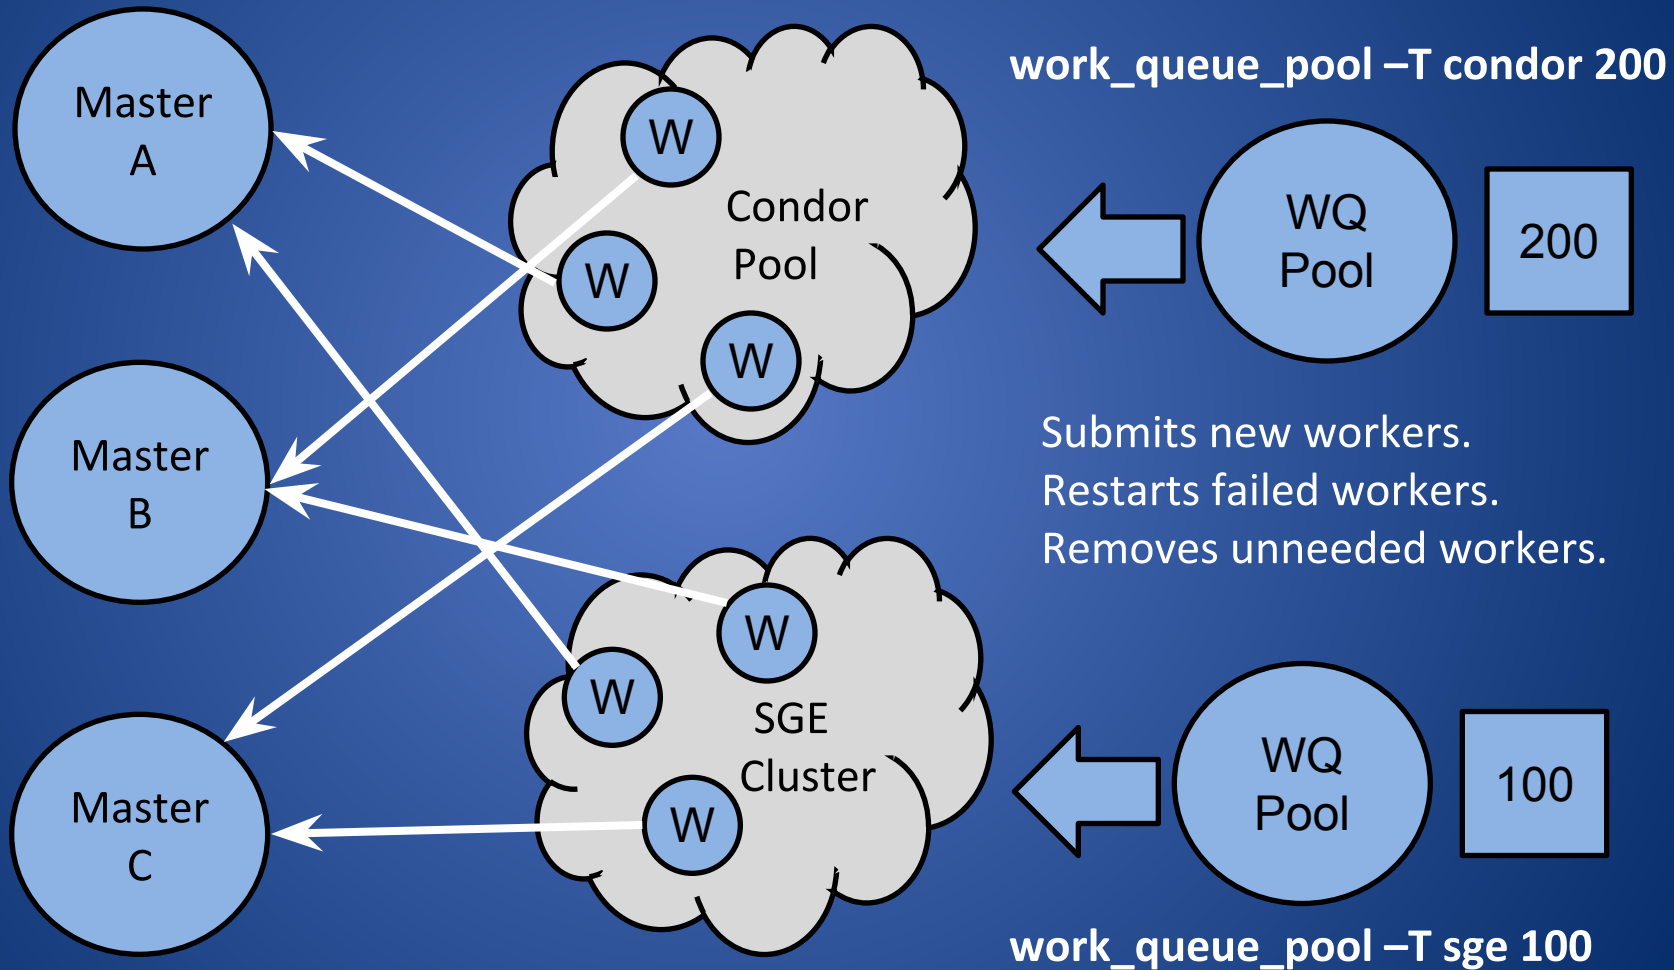 Master
A
Master
B
Master
C
W
W
W
Condor
Pool
W
W
W
SGE
Cluster
work_queue_pool –T condor 200
WQ
Pool
200
Submits new workers.
Restarts failed workers.
Removes unneeded workers.
WQ
Pool
100
work_queue_pool –T sge 100